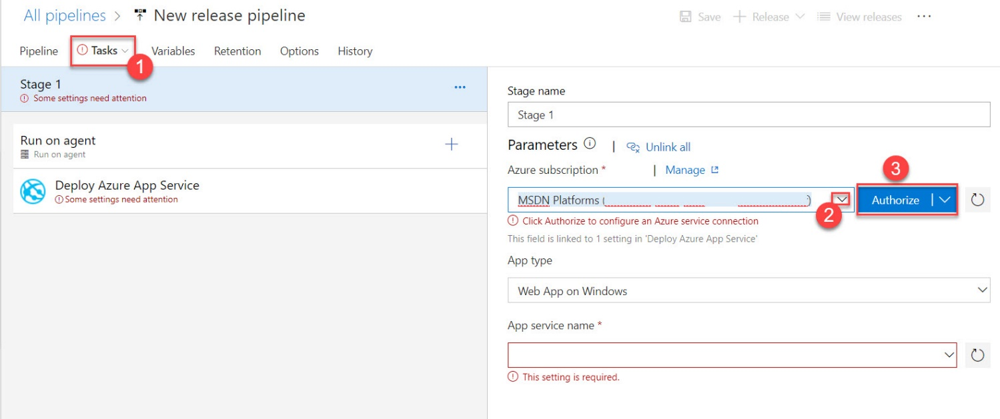 All pipelines > New release pipeline
Save + Release View releases ...
Pipeline Tasks Variables Retention Options History
1
Stage 1
Some settings need attention
Run on agent
Run on agent
Deploy Azure App Service
Some settings need attention
Stage name
Stage 1
Parameters | Unlink all
Azure subscription * | Manage
3
MSDN Platforms ( ) Authorize
2
Click Authorize to configure an Azure service connection
This field is linked to 1 setting in 'Deploy Azure App Service'
App type
Web App on Windows
App service name *
This setting is required.